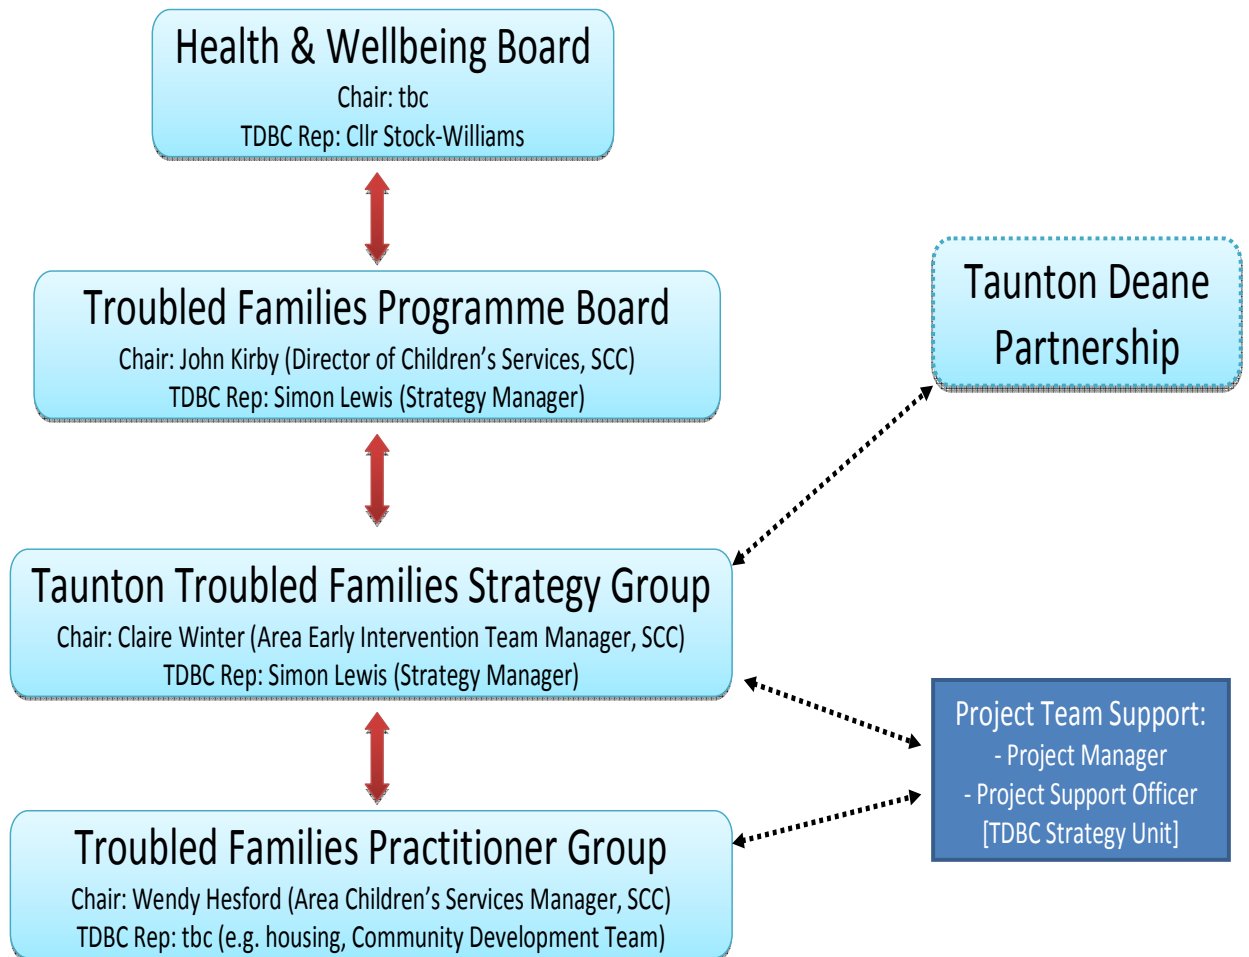 Health & Wellbeing Board
Chair: tbc
TDBC Rep: Cllr Stock-Williams
Troubled Families Programme Board
Chair: John Kirby (Director of Children’s Services, SCC)
TDBC Rep: Simon Lewis (Strategy Manager)
Taunton Deane
Partnership
Taunton Troubled Families Strategy Group
Chair: Claire Winter (Area Early Intervention Team Manager, SCC)
TDBC Rep: Simon Lewis (Strategy Manager)
Project Team Support:
- Project Manager
- Project Support Officer
[TDBC Strategy Unit]
Troubled Families Practitioner Group
Chair: Wendy Hesford (Area Children’s Services Manager, SCC)
TDBC Rep: tbc (e.g. housing, Community Development Team)